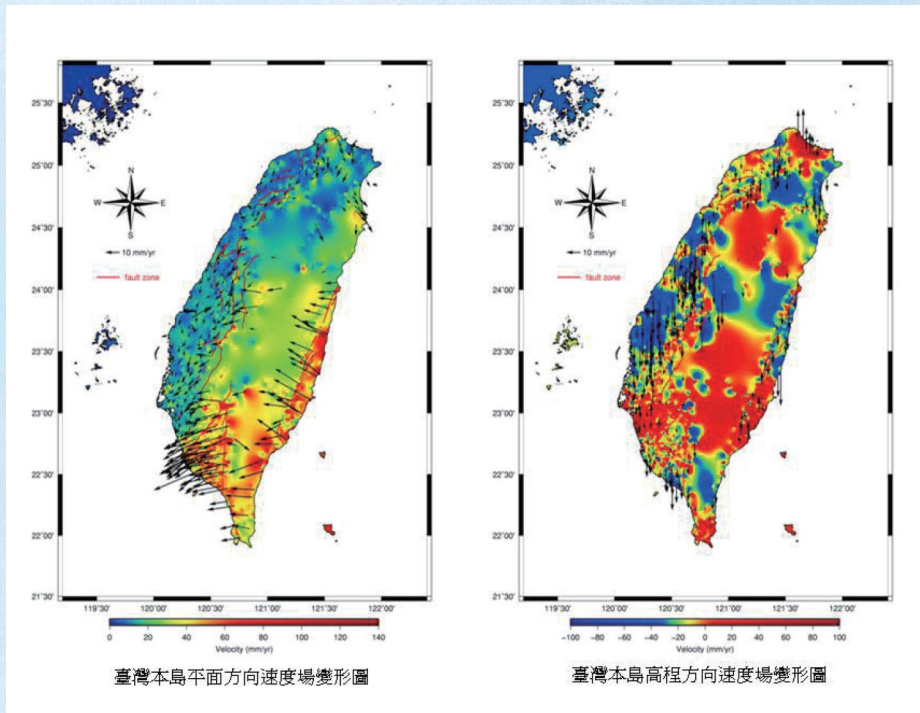 25˚30'
25˚00'
24˚30'
24˚00'
23˚30'
23˚00'
22˚30'
22˚00'
21˚30'
N
W
E
S
10 mm/yr
fault zone
119˚30'
120˚00'
120˚30'
121˚00'
121˚30'
122˚00'
0 20 40 60 80 100 120 140
Velocity (mm/yr)
臺灣本島平面方向速度場變形圖
25˚30'
25˚00'
24˚30'
24˚00'
23˚30'
23˚00'
22˚30'
22˚00'
21˚30'
N
W
E
S
10 mm/yr
fault zone
119˚30'
120˚00'
120˚30'
121˚00'
121˚30'
122˚00'
−100 −80 −60 −40 −20 0 20 40 60 80 100
Velocity (mm/yr)
臺灣本島高程方向速度場變形圖